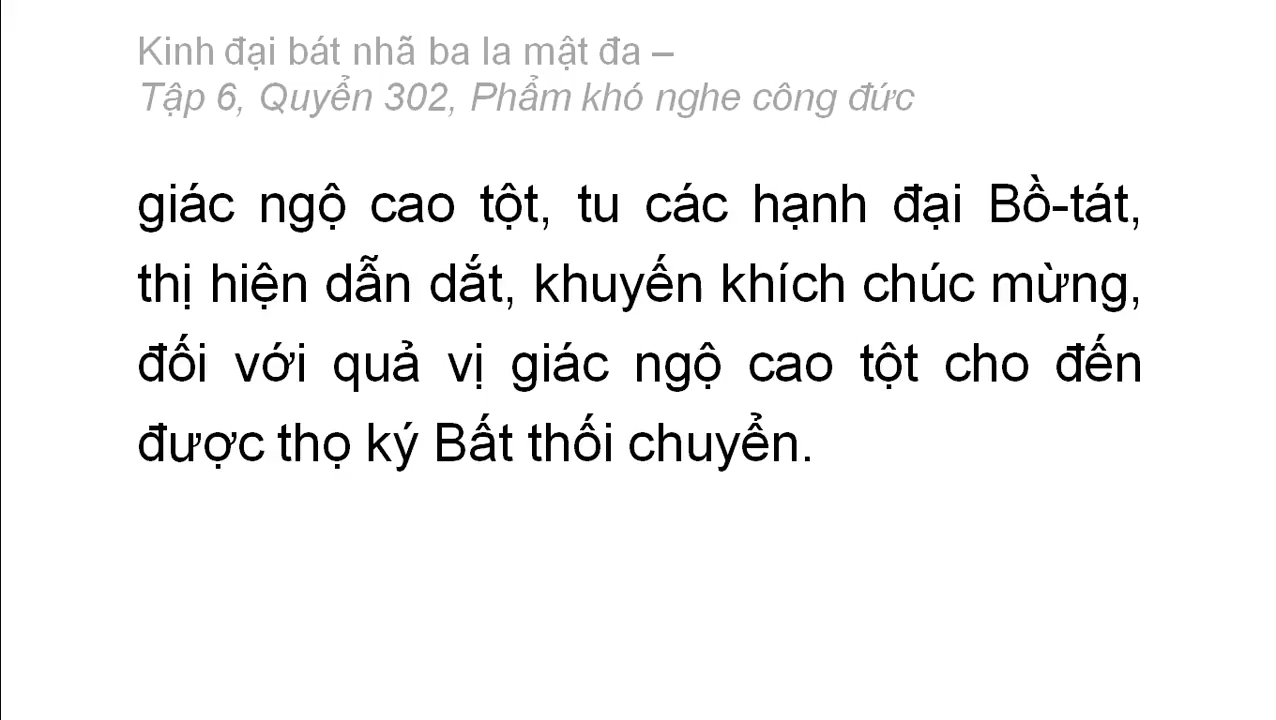 Kinh đại bát nhã ba la mật đa –
Tập 6, Quyển 302, Phẩm khó nghe công đức
giác ngộ cao tột, tu các hạnh đại Bồ-tát,
thị hiện dẫn dắt, khuyến khích chúc mừng,
đối với quả vị giác ngộ cao tột cho đến
được thọ ký Bất thối chuyển.